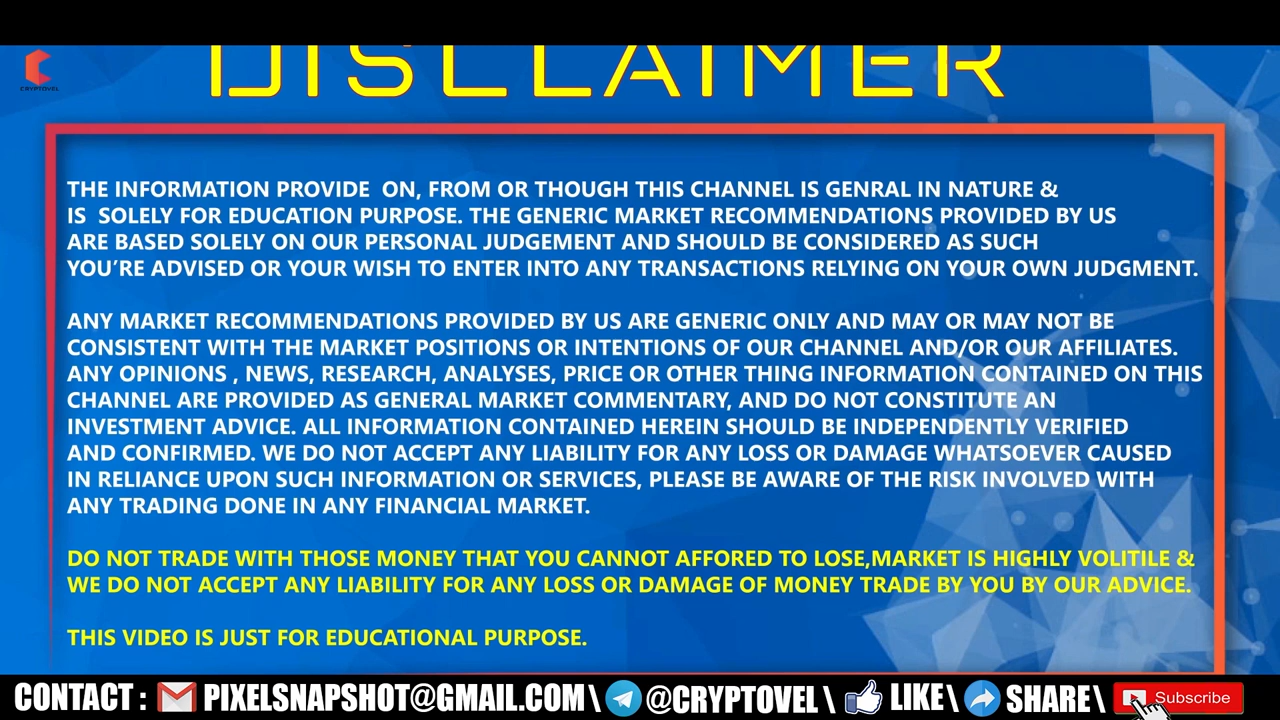 DISCLAIMER
CRYPTOVEL
THE INFORMATION PROVIDE ON, FROM OR THOUGH THIS CHANNEL IS GENRAL IN NATURE &
IS SOLELY FOR EDUCATION PURPOSE. THE GENERIC MARKET RECOMMENDATIONS PROVIDED BY US
ARE BASED SOLELY ON OUR PERSONAL JUDGEMENT AND SHOULD BE CONSIDERED AS SUCH
YOU'RE ADVISED OR YOUR WISH TO ENTER INTO ANY TRANSACTIONS RELYING ON YOUR OWN JUDGMENT.
ANY MARKET RECOMMENDATIONS PROVIDED BY US ARE GENERIC ONLY AND MAY OR MAY NOT BE
CONSISTENT WITH THE MARKET POSITIONS OR INTENTIONS OF OUR CHANNEL AND/OR OUR AFFILIATES.
ANY OPINIONS , NEWS, RESEARCH, ANALYSES, PRICE OR OTHER THING INFORMATION CONTAINED ON THIS
CHANNEL ARE PROVIDED AS GENERAL MARKET COMMENTARY, AND DO NOT CONSTITUTE AN
INVESTMENT ADVICE. ALL INFORMATION CONTAINED HEREIN SHOULD BE INDEPENDENTLY VERIFIED
AND CONFIRMED. WE DO NOT ACCEPT ANY LIABILITY FOR ANY LOSS OR DAMAGE WHATSOEVER CAUSED
IN RELIANCE UPON SUCH INFORMATION OR SERVICES, PLEASE BE AWARE OF THE RISK INVOLVED WITH
ANY TRADING DONE IN ANY FINANCIAL MARKET.
DO NOT TRADE WITH THOSE MONEY THAT YOU CANNOT AFFORED TO LOSE,MARKET IS HIGHLY VOLITILE &
WE DO NOT ACCEPT ANY LIABILITY FOR ANY LOSS OR DAMAGE OF MONEY TRADE BY YOU BY OUR ADVICE.
THIS VIDEO IS JUST FOR EDUCATIONAL PURPOSE.
CONTACT : PIXELSNAPSHOT@GMAIL.COM \ @CRYPTOVEL \ LIKE \ SHARE \ Subscribe